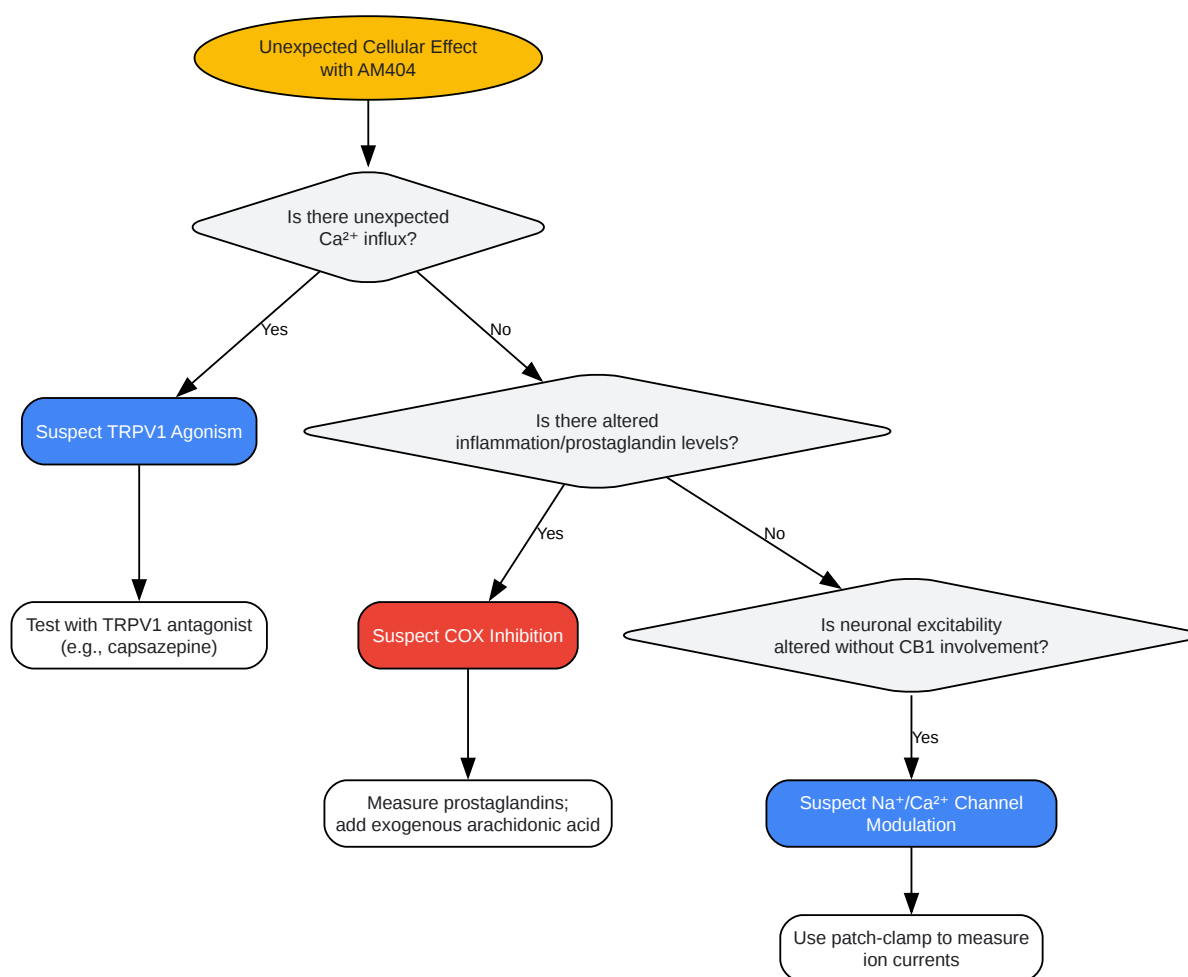 Unexpected Cellular Effect
with AM404
Is there unexpected
Ca²⁺ influx?
Yes
No
Suspect TRPV1 Agonism
Is there altered
inflammation/prostaglandin levels?
Yes
No
Test with TRPV1 antagonist
(e.g., capsazepine)
Suspect COX Inhibition
Is neuronal excitability
altered without CB1 involvement?
Yes
Measure prostaglandins;
add exogenous arachidonic acid
Suspect Na⁺/Ca²⁺ Channel
Modulation
Use patch-clamp to measure
ion currents